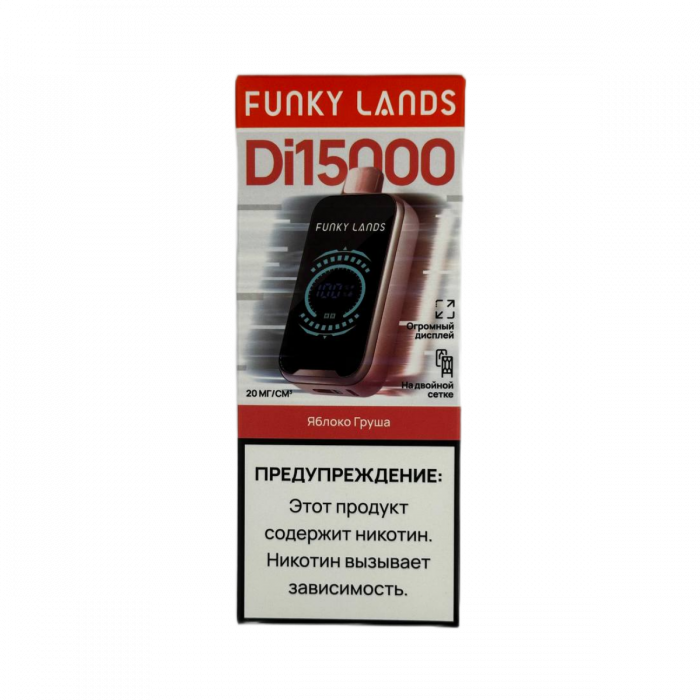 FUNKY LANDS
Di15000
FUNKY LANDS
100%
Огромный
дисплей
На двойной
сетке
20 МГ/СМ³
Яблоко Груша
ПРЕДУПРЕЖДЕНИЕ:
Этот продукт
содержит никотин.
Никотин вызывает
зависимость.